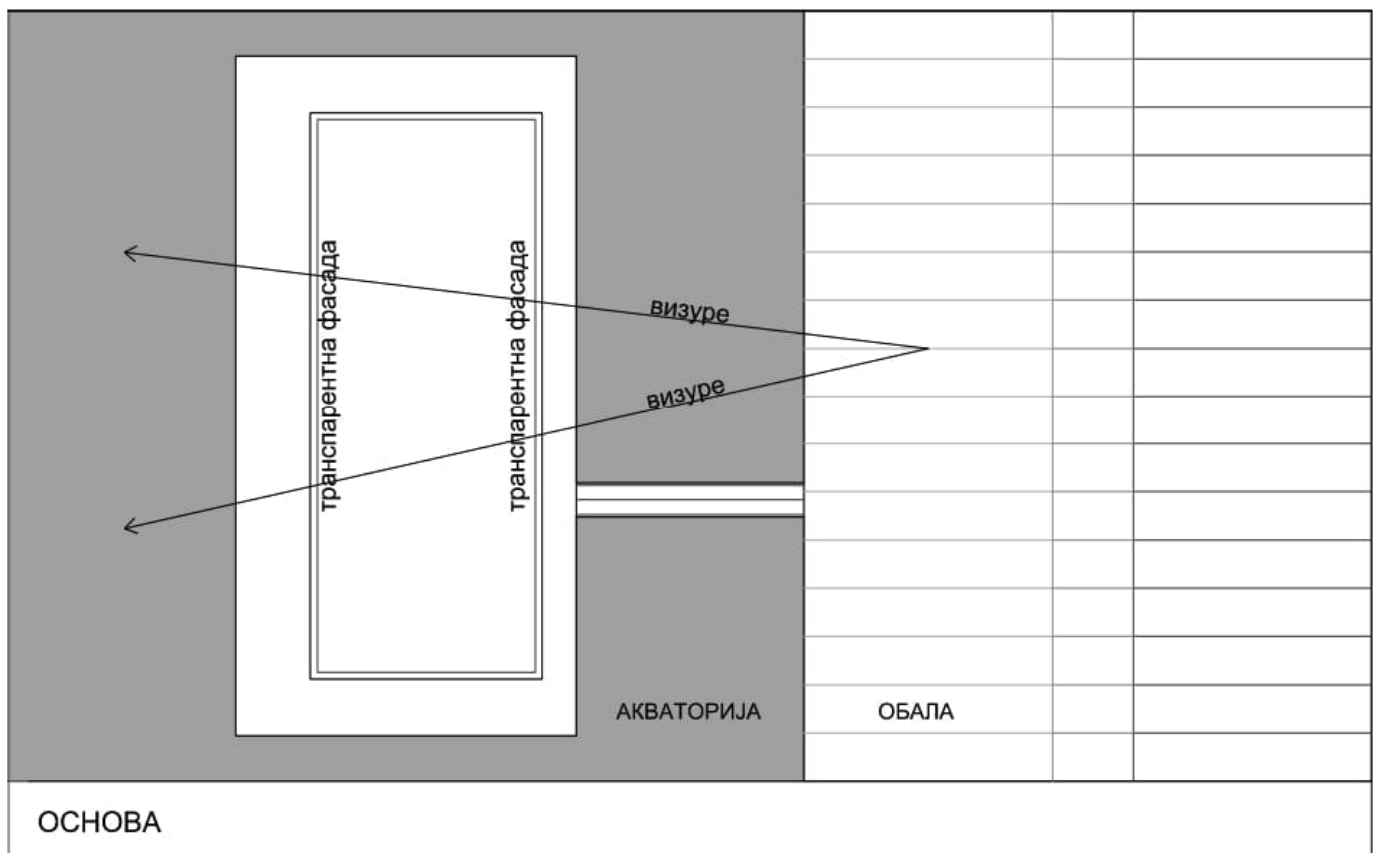 транспарентна фасада
транспарентна фасада
визуре
визуре
АКВАТОРИЈА
ОБАЛА
ОСНОВА